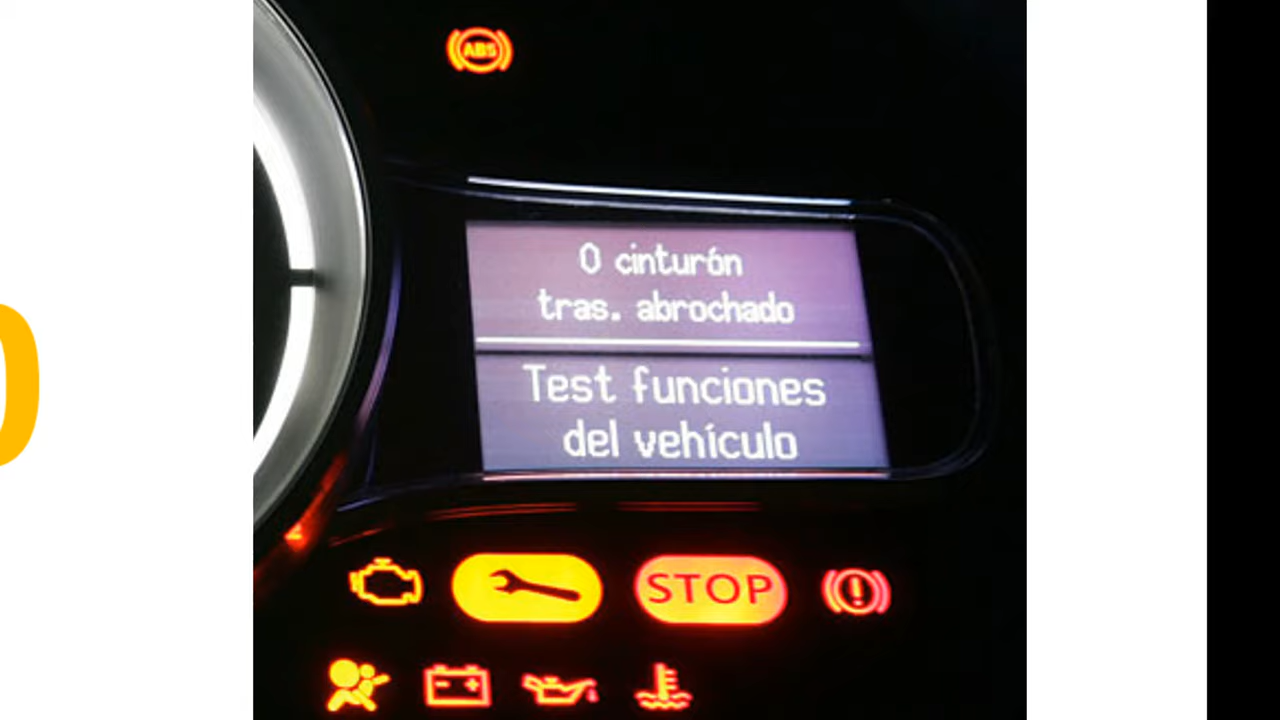 ABS
0 cinturón
tras. abrochado
Test funciones
del vehículo
STOP